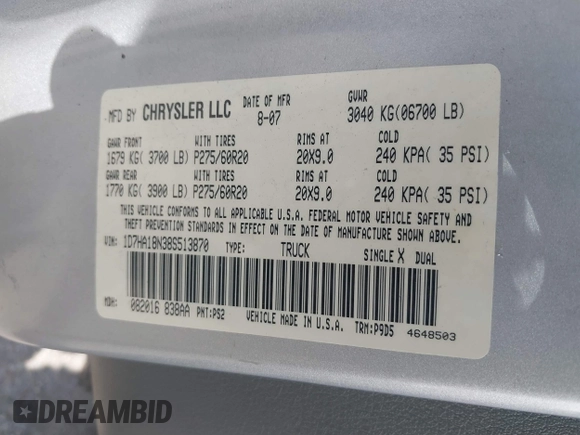 MFD BY CHRYSLER LLC DATE OF MFR 8-07 GVWR 3040 KG(06700 LB)
GAWR FRONT WITH TIRES RIMS AT COLD
1679 KG( 3700 LB) P275/60R20 20X9.0 240 KPA( 35 PSI)
GAWR REAR WITH TIRES RIMS AT COLD
1770 KG( 3900 LB) P275/60R20 20X9.0 240 KPA( 35 PSI)
THIS VEHICLE CONFORMS TO ALL APPLICABLE U.S.A. FEDERAL MOTOR VEHICLE SAFETY AND
THEFT PREVENTION STANDARDS IN EFFECT ON THE DATE OF MANUFACTURE SHOWN ABOVE.
VIN: 1D7HA18N38S513870 TYPE: TRUCK SINGLE X DUAL
MDH: 082016 838AA PNT:PS2 VEHICLE MADE IN U.S.A. TRM:P9D5 4648503
DREAMBID